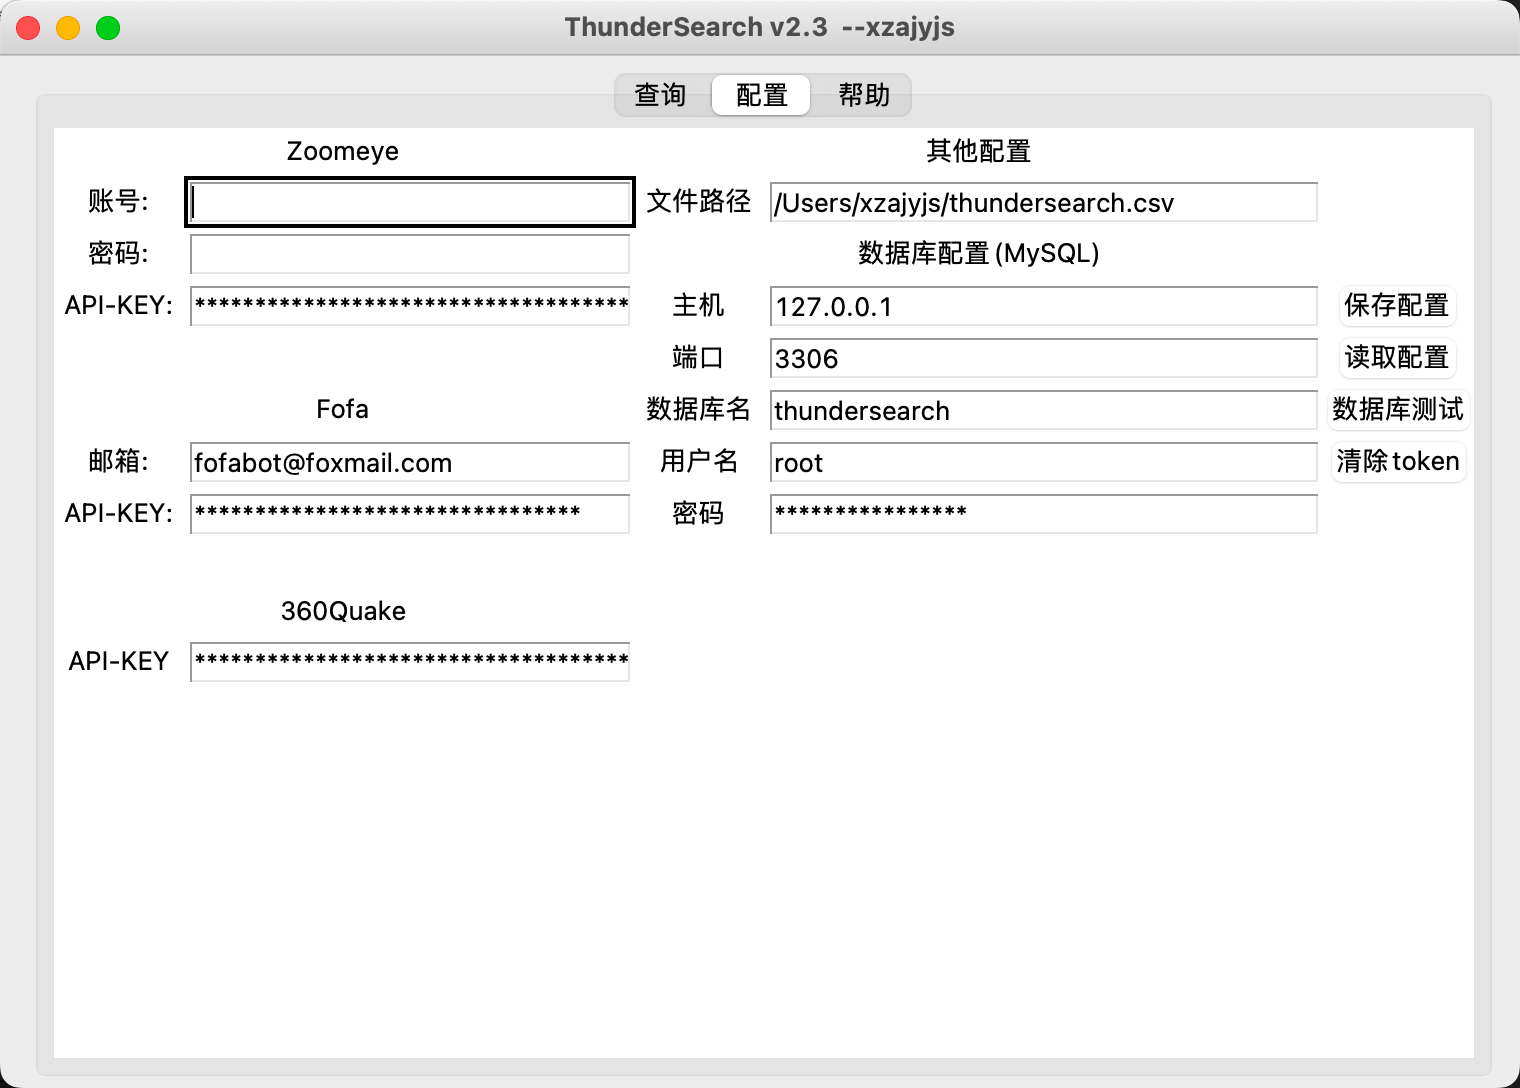 ThunderSearch v2.3 --xzajyjs
查询 配置 帮助
Zoomeye
账号:
密码:
API-KEY: ************************************
Fofa
邮箱: fofabot@foxmail.com
API-KEY: ********************************
360Quake
API-KEY ************************************
其他配置
文件路径 /Users/xzajyjs/thundersearch.csv
数据库配置(MySQL)
主机 127.0.0.1
端口 3306
数据库名 thundersearch
用户名 root
密码 ****************
保存配置
读取配置
数据库测试
清除token